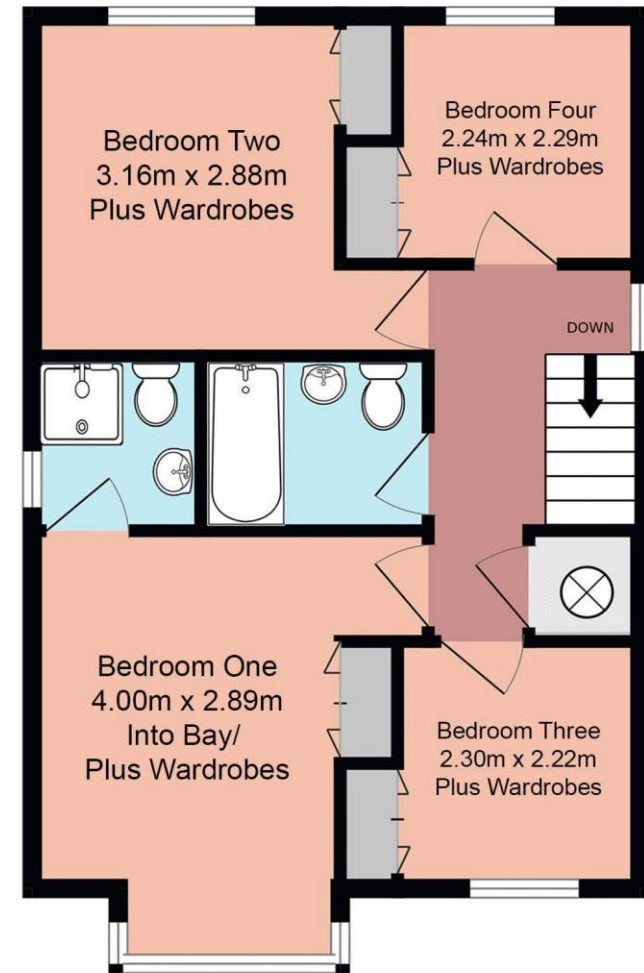 Bedroom Two
3.16m x 2.88m
Plus Wardrobes
Bedroom Four
2.24m x 2.29m
Plus Wardrobes
DOWN
Bedroom One
4.00m x 2.89m
Into Bay/
Plus Wardrobes
Bedroom Three
2.30m x 2.22m
Plus Wardrobes